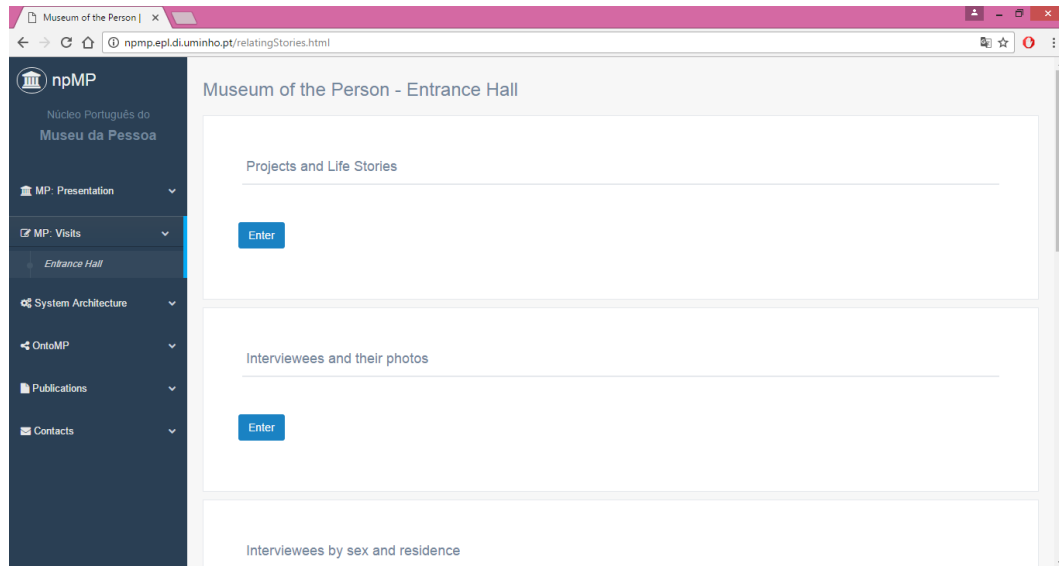 Museum of the Person |
npmp.epl.di.uminho.pt/relatingStories.html
npMP
Núcleo Português do
Museu da Pessoa
MP: Presentation
MP: Visits
Entrance Hall
System Architecture
OntoMP
Publications
Contacts
Museum of the Person - Entrance Hall
Projects and Life Stories
Enter
Interviewees and their photos
Enter
Interviewees by sex and residence